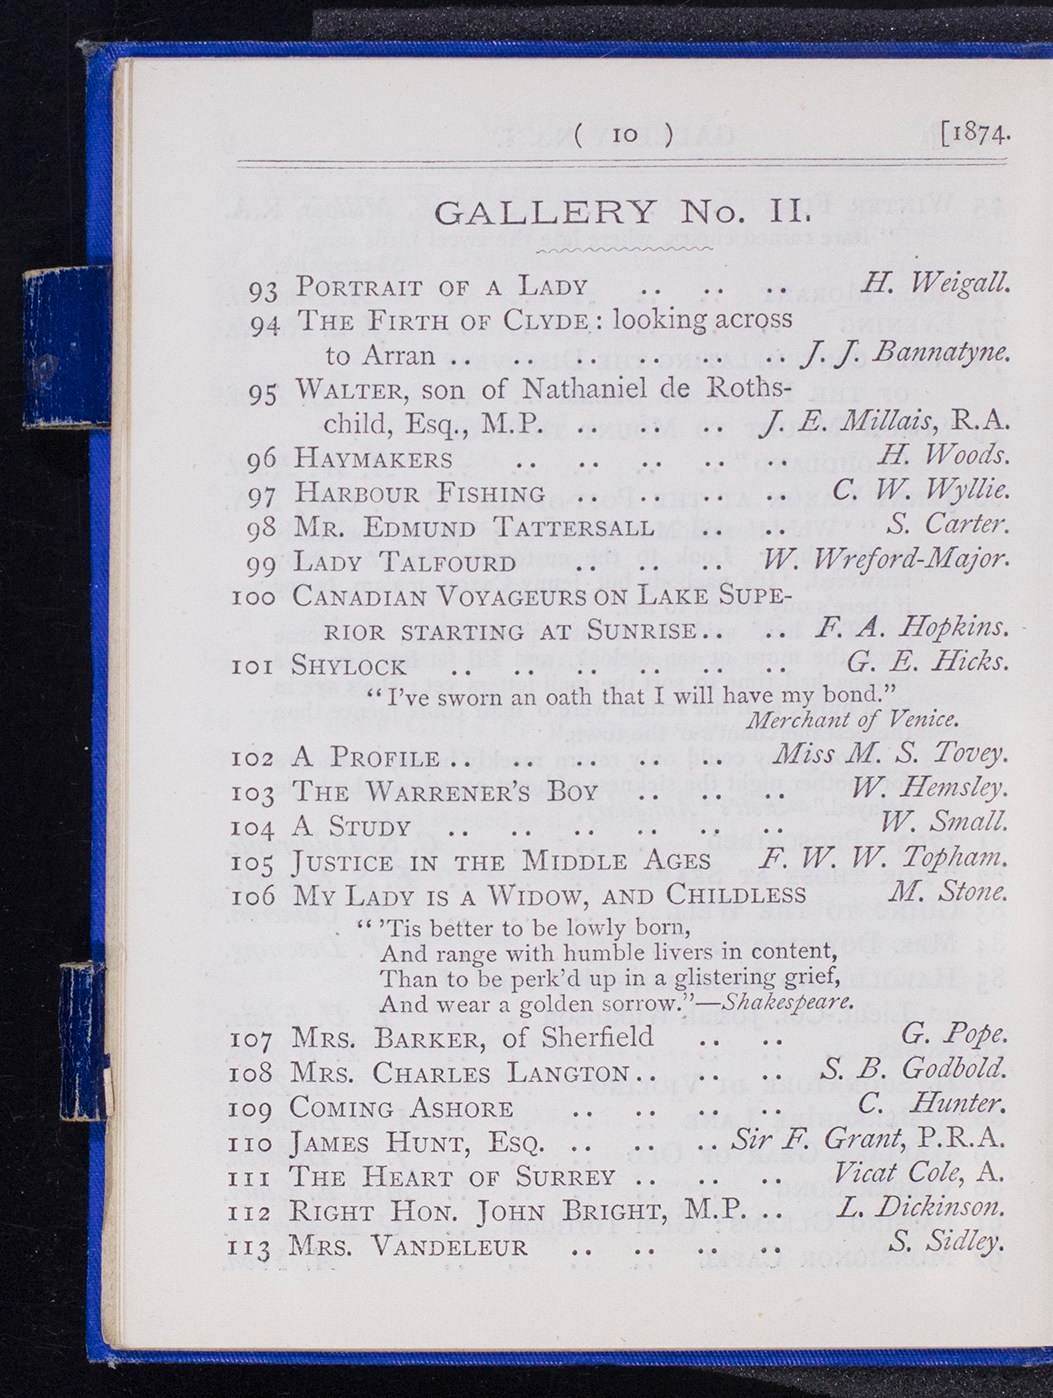 ( 10 ) [1874.
GALLERY No. II.
93 PORTRAIT OF A LADY .. .. .. H. Weigall.
94 THE FIRTH OF CLYDE : looking across
to Arran .. .. .. .. .. .. J. J. Bannatyne.
95 WALTER, son of Nathaniel de Roths-
child, Esq., M.P. .. .. .. J. E. Millais, R.A.
96 HAYMAKERS .. .. .. .. .. H. Woods.
97 HARBOUR FISHING .. .. .. .. C. W. Wyllie.
98 MR. EDMUND TATTERSALL .. .. S. Carter.
99 LADY TALFOURD .. .. .. .. W. Wreford-Major.
100 CANADIAN VOYAGEURS ON LAKE SUPE-
RIOR STARTING AT SUNRISE .. .. F. A. Hopkins.
101 SHYLOCK .. .. .. .. .. .. G. E. Hicks.
“I’ve sworn an oath that I will have my bond.”
Merchant of Venice.
102 A PROFILE .. .. .. .. .. Miss M. S. Tovey.
103 THE WARRENER’S BOY .. .. .. W. Hemsley.
104 A STUDY .. .. .. .. .. .. W. Small.
105 JUSTICE IN THE MIDDLE AGES F. W. W. Topham.
106 MY LADY IS A WIDOW, AND CHILDLESS M. Stone.
“ ’Tis better to be lowly born,
And range with humble livers in content,
Than to be perk’d up in a glistering grief,
And wear a golden sorrow.”—Shakespeare.
107 MRS. BARKER, of Sherfield .. .. G. Pope.
108 MRS. CHARLES LANGTON .. .. .. S. B. Godbold.
109 COMING ASHORE .. .. .. .. C. Hunter.
110 JAMES HUNT, ESQ. .. .. .. Sir F. Grant, P.R.A.
111 THE HEART OF SURREY .. .. .. Vicat Cole, A.
112 RIGHT HON. JOHN BRIGHT, M.P. .. L. Dickinson.
113 MRS. VANDELEUR .. .. .. .. S. Sidley.